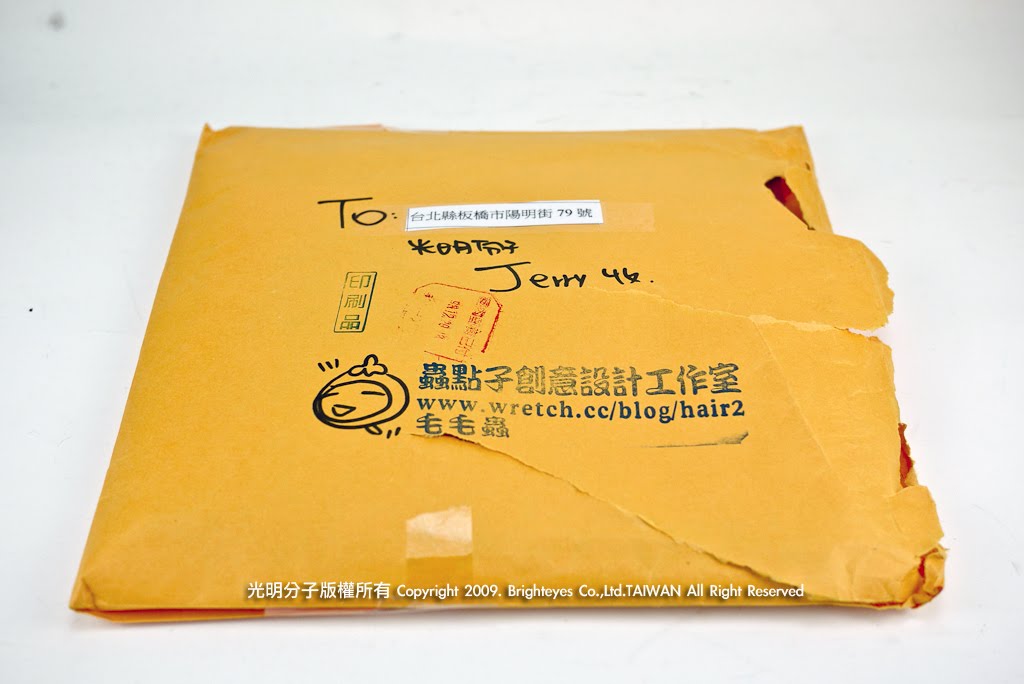 To: 台北縣板橋市陽明街 79 號
光明分子
Jerry 收.
印刷品
蟲點子創意設計工作室
www.wretch.cc/blog/hair2
毛毛蟲
光明分子版權所有 Copyright 2009. Brighteyes Co.,Ltd.TAIWAN All Right Reserved